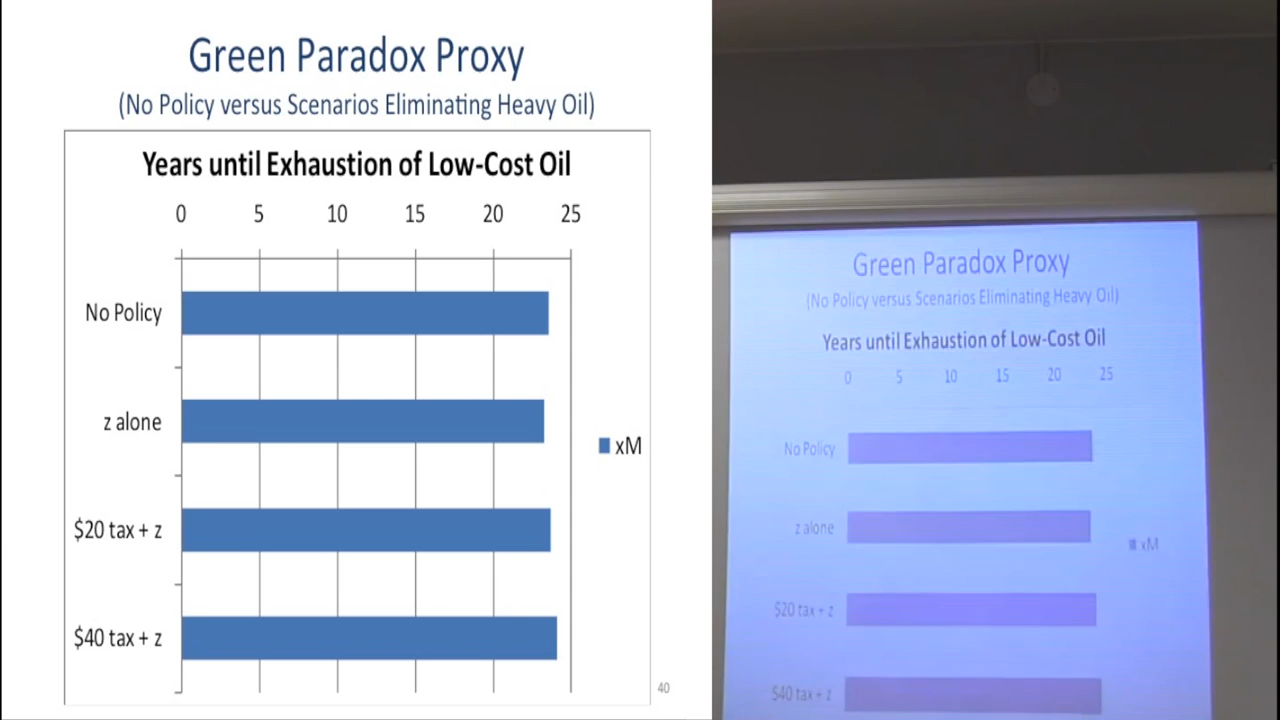 Green Paradox Proxy
(No Policy versus Scenarios Eliminating Heavy Oil)
Years until Exhaustion of Low-Cost Oil
0 5 10 15 20 25
No Policy
z alone
xM
$20 tax + z
$40 tax + z
40
Green Paradox Proxy
(No Policy versus Scenarios Eliminating Heavy Oil)
Years until Exhaustion of Low-Cost Oil
0 5 10 15 20 25
No Policy
z alone
xM
$20 tax + z
$40 tax + z